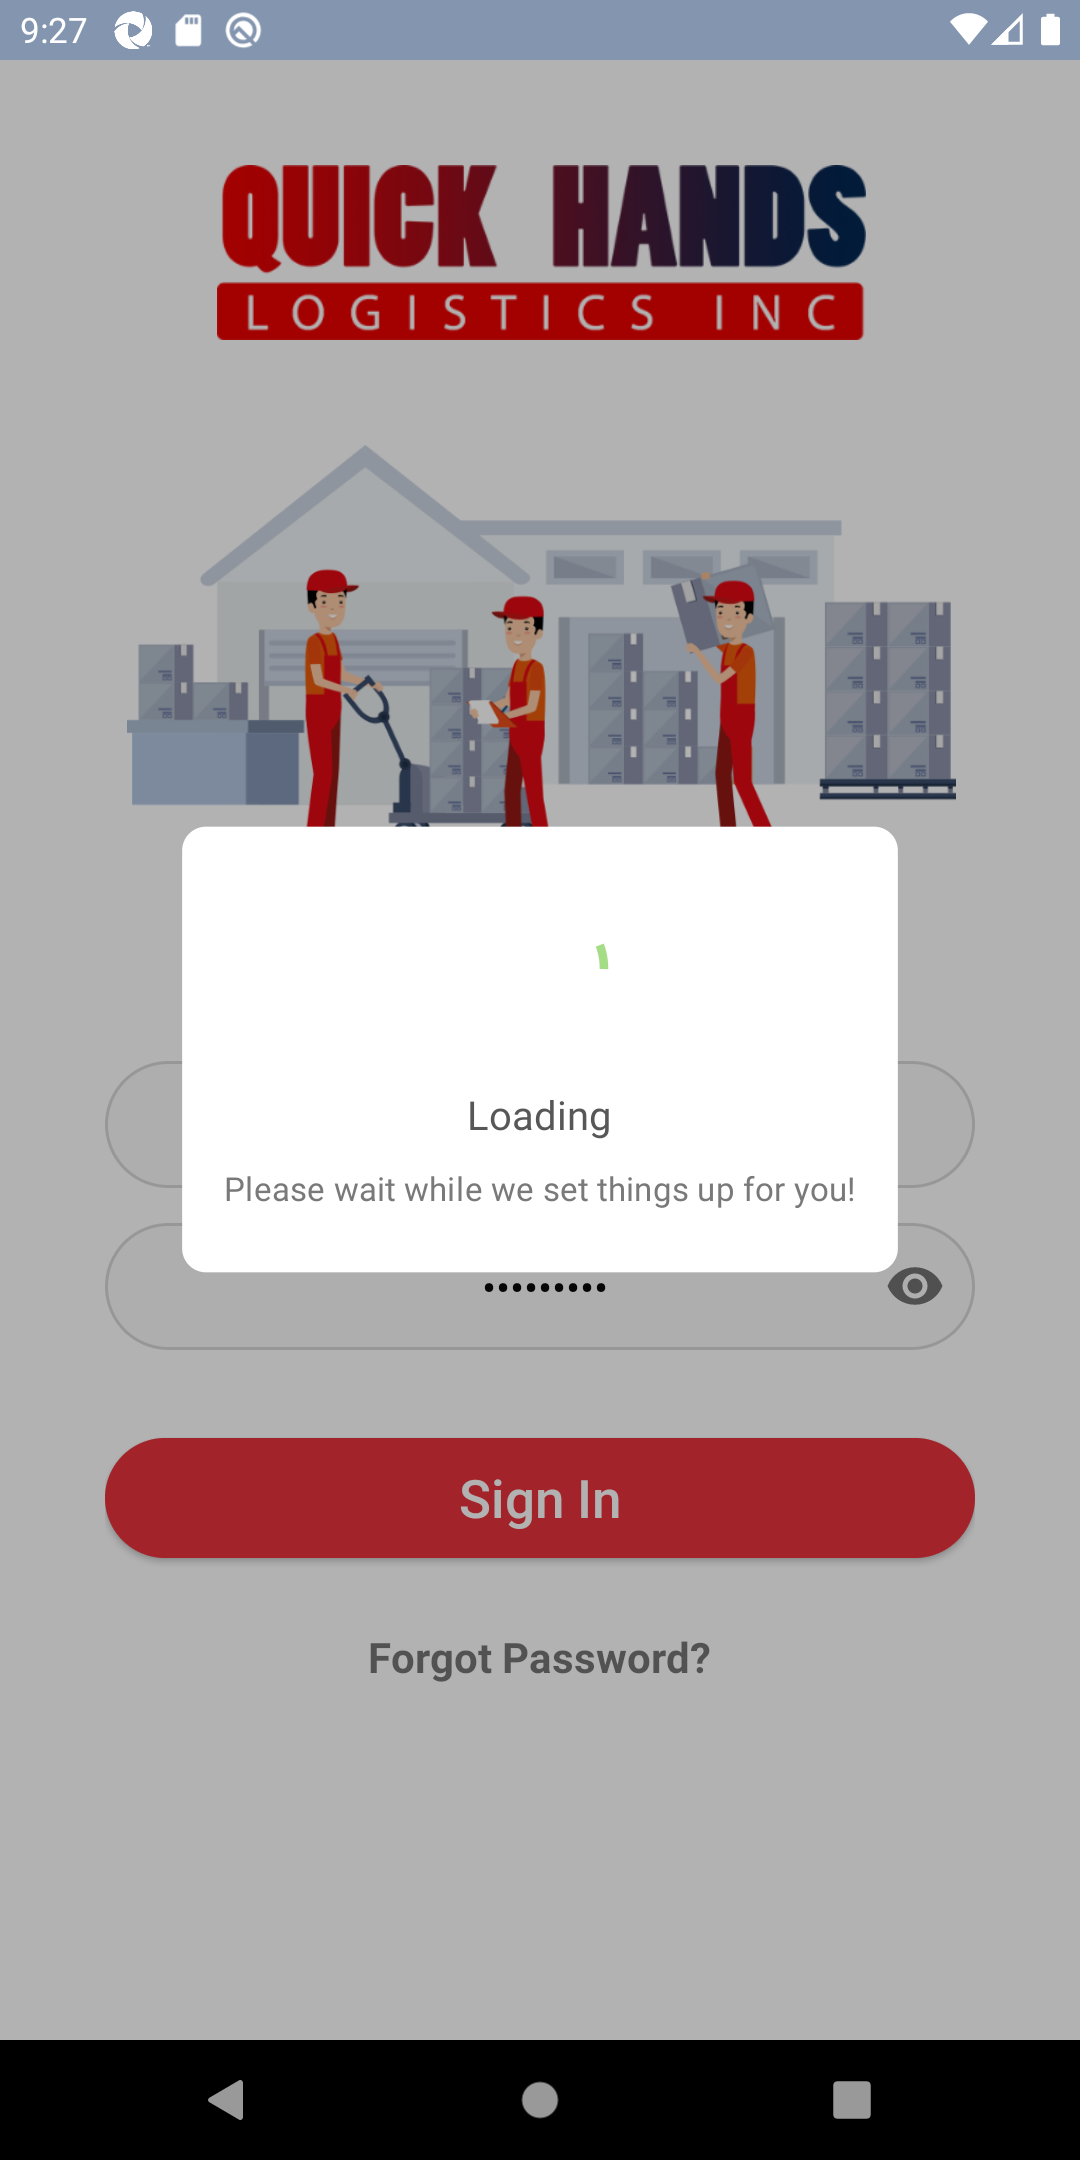 9:27
QUICK HANDS
LOGISTICS INC
Loading
Please wait while we set things up for you!
•••••••••
Sign In
Forgot Password?